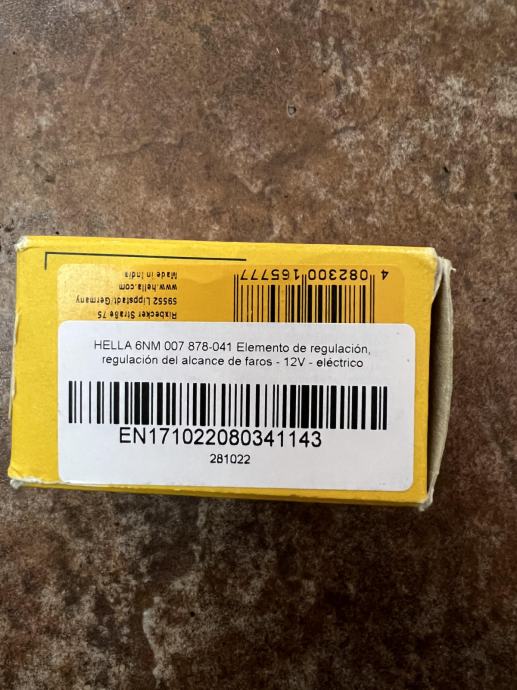 4 082300 165777
Rixbecker Straße 75
59552 Lippstadt/Germany
www.hella.com
Made in India
HELLA 6NM 007 878-041 Elemento de regulación,
regulación del alcance de faros - 12V - eléctrico
EN171022080341143
281022